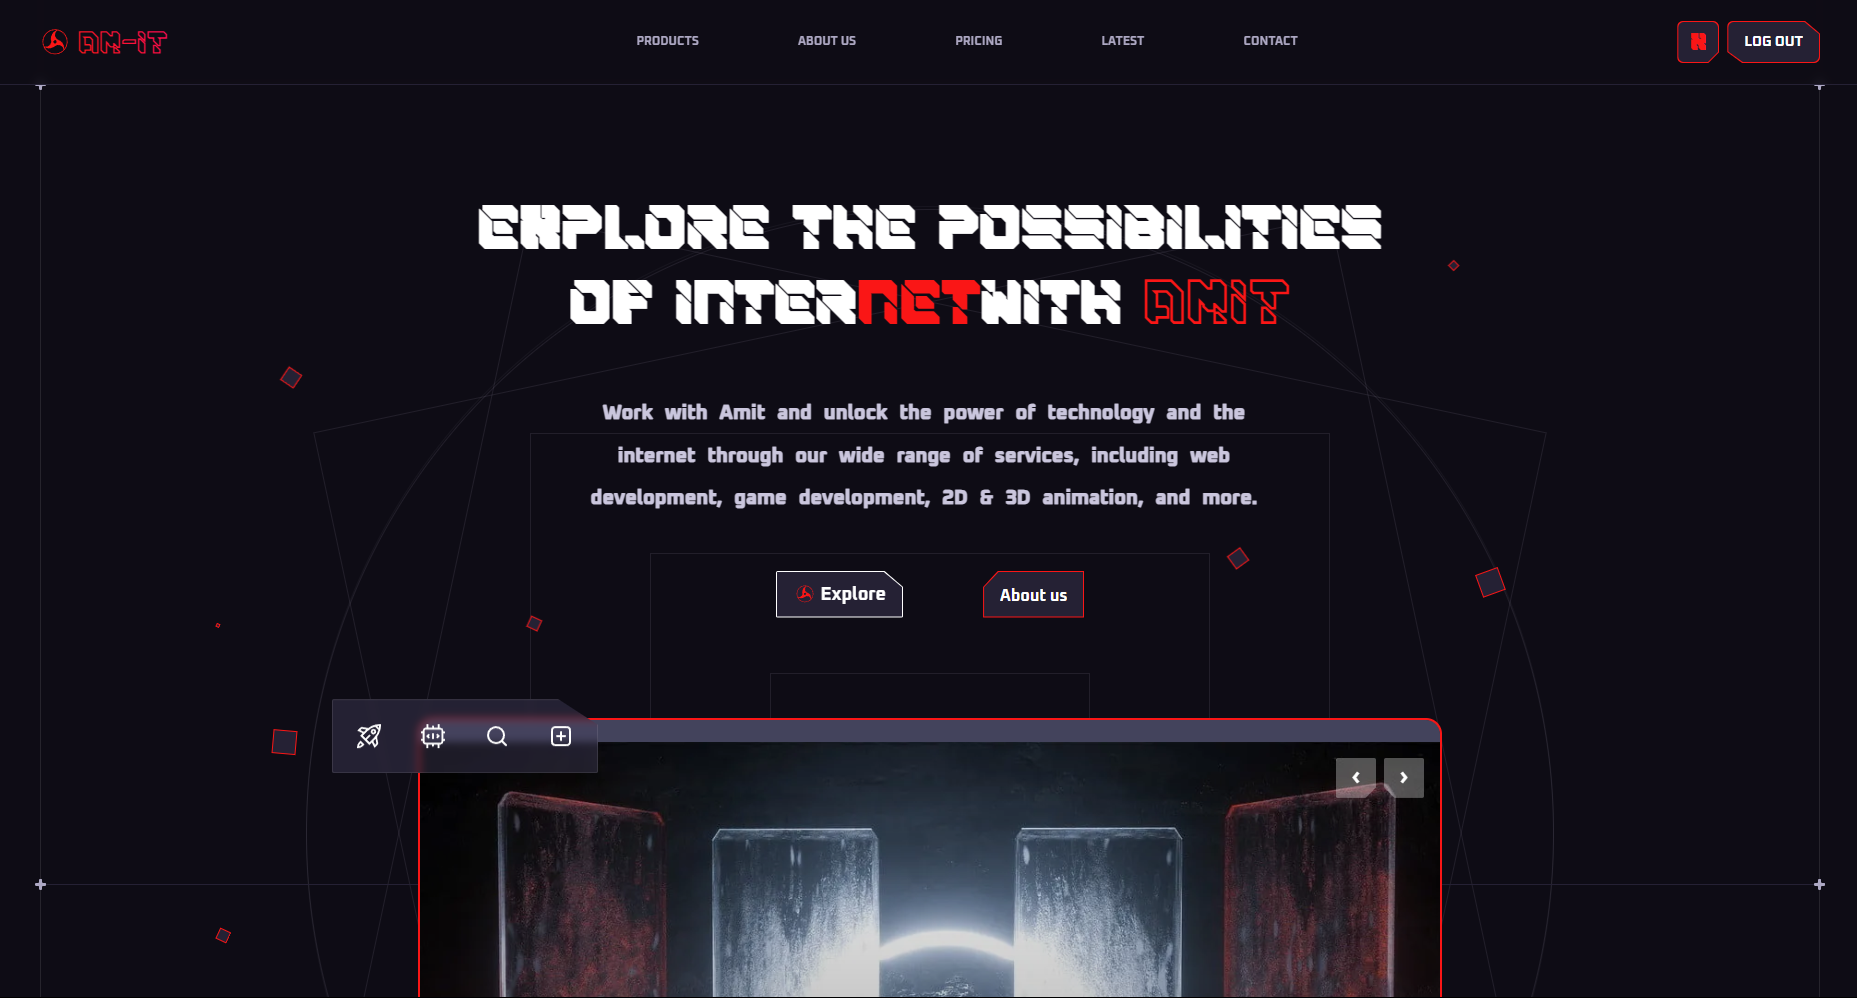 AN-iT
PRODUCTS
ABOUT US
PRICING
LATEST
CONTACT
N
LOG OUT
EXPLORE THE POSSIBILITIES
OF INTERNETWITH AMIT
Work with Amit and unlock the power of technology and the
internet through our wide range of services, including web
development, game development, 2D & 3D animation, and more.
Explore
About us